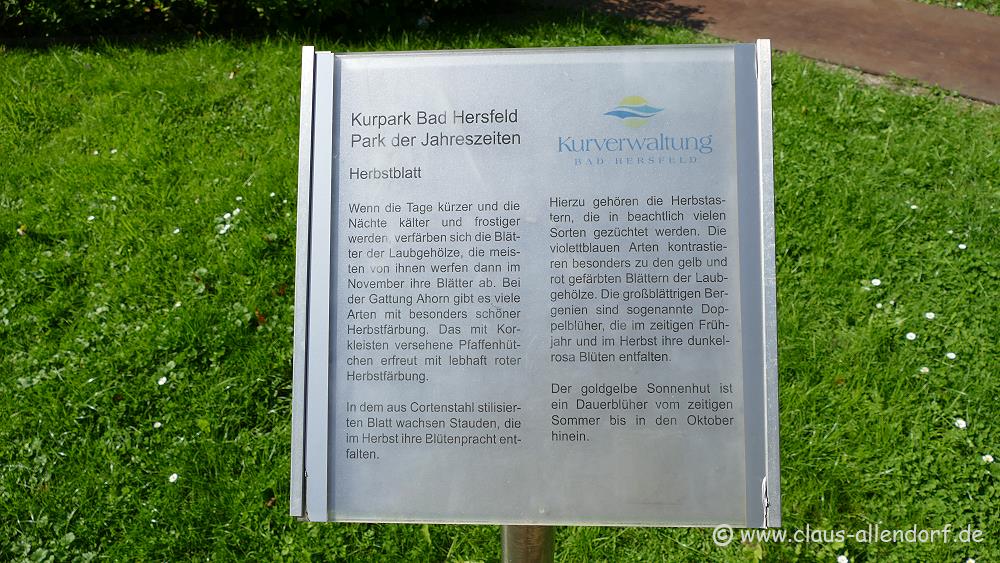 Kurpark Bad Hersfeld
Park der Jahreszeiten
Herbstblatt
Wenn die Tage kürzer und die
Nächte kälter und frostiger
werden, verfärben sich die Blät-
ter der Laubgehölze, die meis-
ten von ihnen werfen dann im
November ihre Blätter ab. Bei
der Gattung Ahorn gibt es viele
Arten mit besonders schöner
Herbstfärbung. Das mit Kor-
kleisten versehene Pfaffenhüt-
chen erfreut mit lebhaft roter
Herbstfärbung.
In dem aus Cortenstahl stilisier-
ten Blatt wachsen Stauden, die
im Herbst ihre Blütenpracht ent-
falten.
Kurverwaltung
BAD HERSFELD
Hierzu gehören die Herbstas-
tern, die in beachtlich vielen
Sorten gezüchtet werden. Die
violettblauen Arten kontrastie-
ren besonders zu den gelb und
rot gefärbten Blättern der Laub-
gehölze. Die großblättrigen Ber-
genien sind sogenannte Dop-
pelblüher, die im zeitigen Früh-
jahr und im Herbst ihre dunkel-
rosa Blüten entfalten.
Der goldgelbe Sonnenhut ist
ein Dauerblüher vom zeitigen
Sommer bis in den Oktober
hinein.
© www.claus-allendorf.de